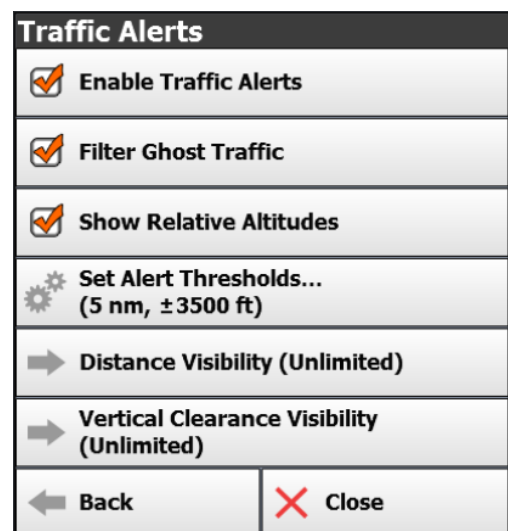 Traffic Alerts
Enable Traffic Alerts
Filter Ghost Traffic
Show Relative Altitudes
Set Alert Thresholds...
(5 nm, ±3500 ft)
Distance Visibility (Unlimited)
Vertical Clearance Visibility
(Unlimited)
Back
Close